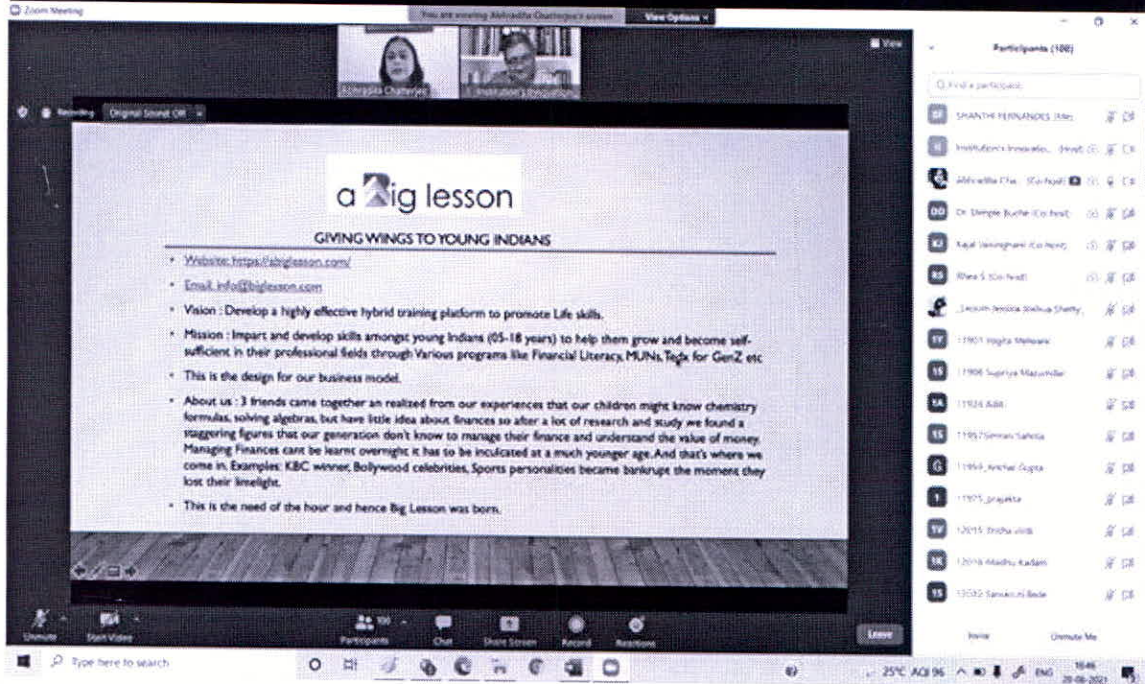 Zoom Meeting
You are viewing Abhradita Chatterjee's screen
View Options
View
Abhradita Chatterjee
Institution's Innovation
Recording
Original Sound: Off
a Big lesson
GIVING WINGS TO YOUNG INDIANS
• Website: https://abiglesson.com/
• Email: info@biglesson.com
• Vision : Develop a highly effective hybrid training platform to promote Life skills.
• Mission : Impart and develop skills amongst young Indians (05-18 years) to help them grow and become self-
sufficient in their professional fields through Various programs like Financial Literacy, MUNs, Tedx for GenZ etc
• This is the design for our business model.
• About us : 3 friends came together an realized from our experiences that our children might know chemistry
formulas, solving algebras, but have little idea about finances so after a lot of research and study we found a
staggering figures that our generation don't know to manage their finance and understand the value of money.
Managing Finances cant be learnt overnight it has to be inculcated at a much younger age. And that's where we
come in. Examples: KBC winner, Bollywood celebrities, Sports personalities became bankrupt the moment they
lost their limelight.
• This is the need of the hour and hence Big Lesson was born.
Participants (100)
Find a participant
SF SHANTHI FERNANDES (Me)
Institution's Innovatio... (Host)
Abhradita Cha... (Co-host)
DD Dr. Dimple Buche (Co-host)
Kajal (Co-host)
RS Rhea S (Co-host)
Joshua Shetty
11901 Yogita
11906 Supriya Mazumdar
11924 Aditi
11957 Simran Sahota
G 11959_Anchal Gupta
11975_prajakta
12015 Trisha
12018 Madhu Kadam
Invite
Unmute Me
Unmute
Start Video
100
Participants
Chat
Share Screen
Record
Reactions
Leave
Type here to search
25°C AQI 96
ENG
16:46
20-08-2021